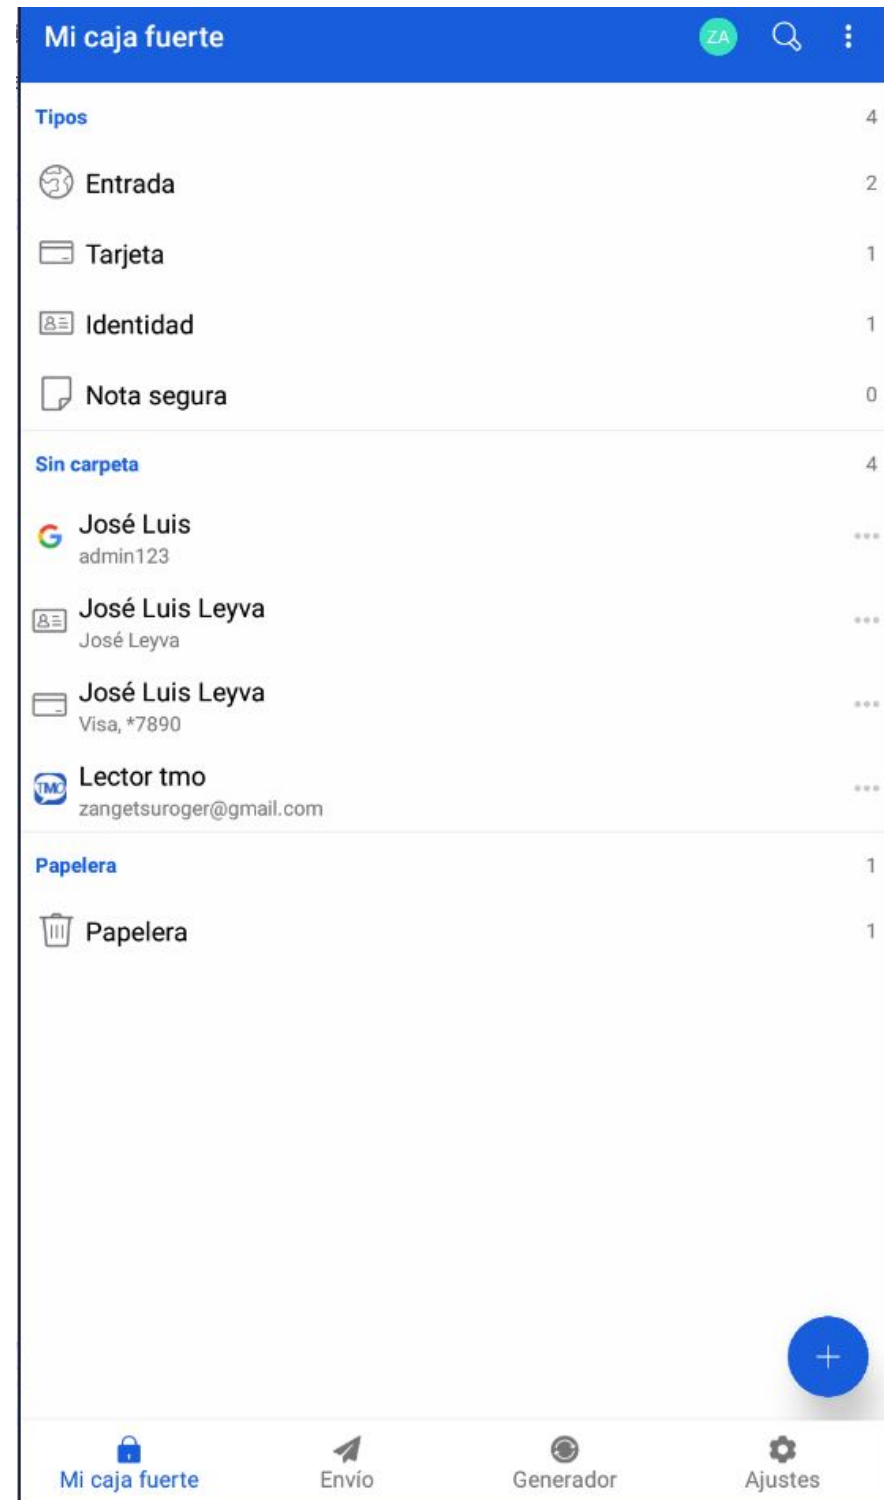 Mi caja fuerte
ZA
Tipos 4
Entrada 2
Tarjeta 1
Identidad 1
Nota segura 0
Sin carpeta 4
José Luis
admin123
José Luis Leyva
José Leyva
José Luis Leyva
Visa, *7890
TMO
Lector tmo
zangetsuroger@gmail.com
Papelera 1
Papelera 1
Mi caja fuerte Envío Generador Ajustes